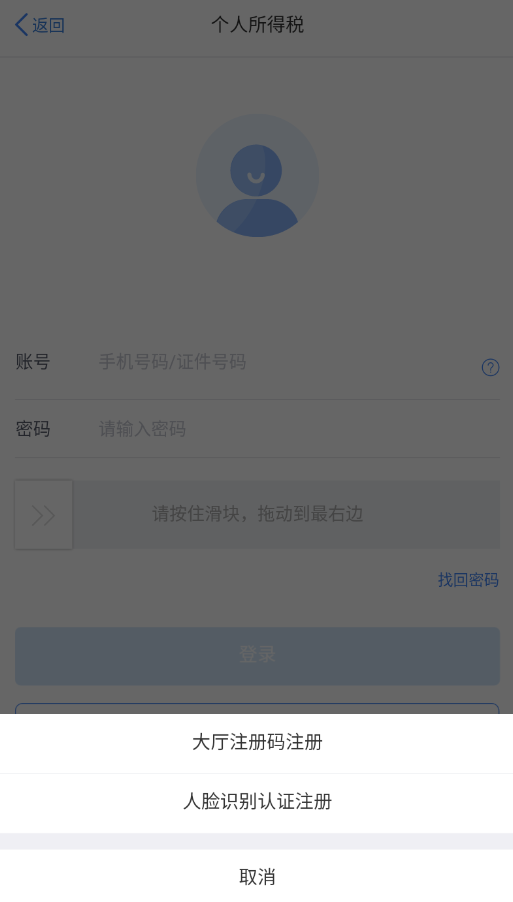 返回
个人所得税
账号
手机号码/证件号码
?
密码
请输入密码
请按住滑块，拖动到最右边
找回密码
登录
大厅注册码注册
人脸识别认证注册
取消